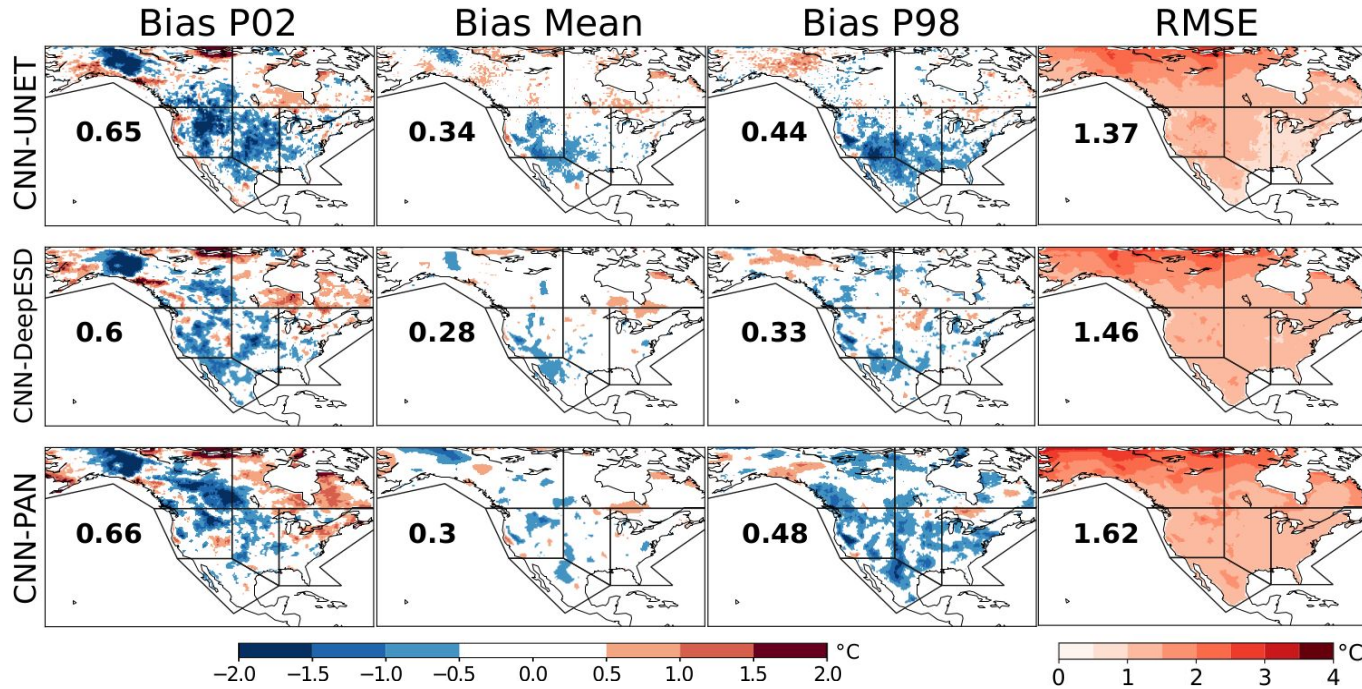 Bias P02 Bias Mean Bias P98 RMSE
CNN-UNET
0.65 0.34 0.44 1.37
CNN-DeepESD
0.6 0.28 0.33 1.46
CNN-PAN
0.66 0.3 0.48 1.62
°C °C
−2.0 −1.5 −1.0 −0.5 0.0 0.5 1.0 1.5 2.0 0 1 2 3 4